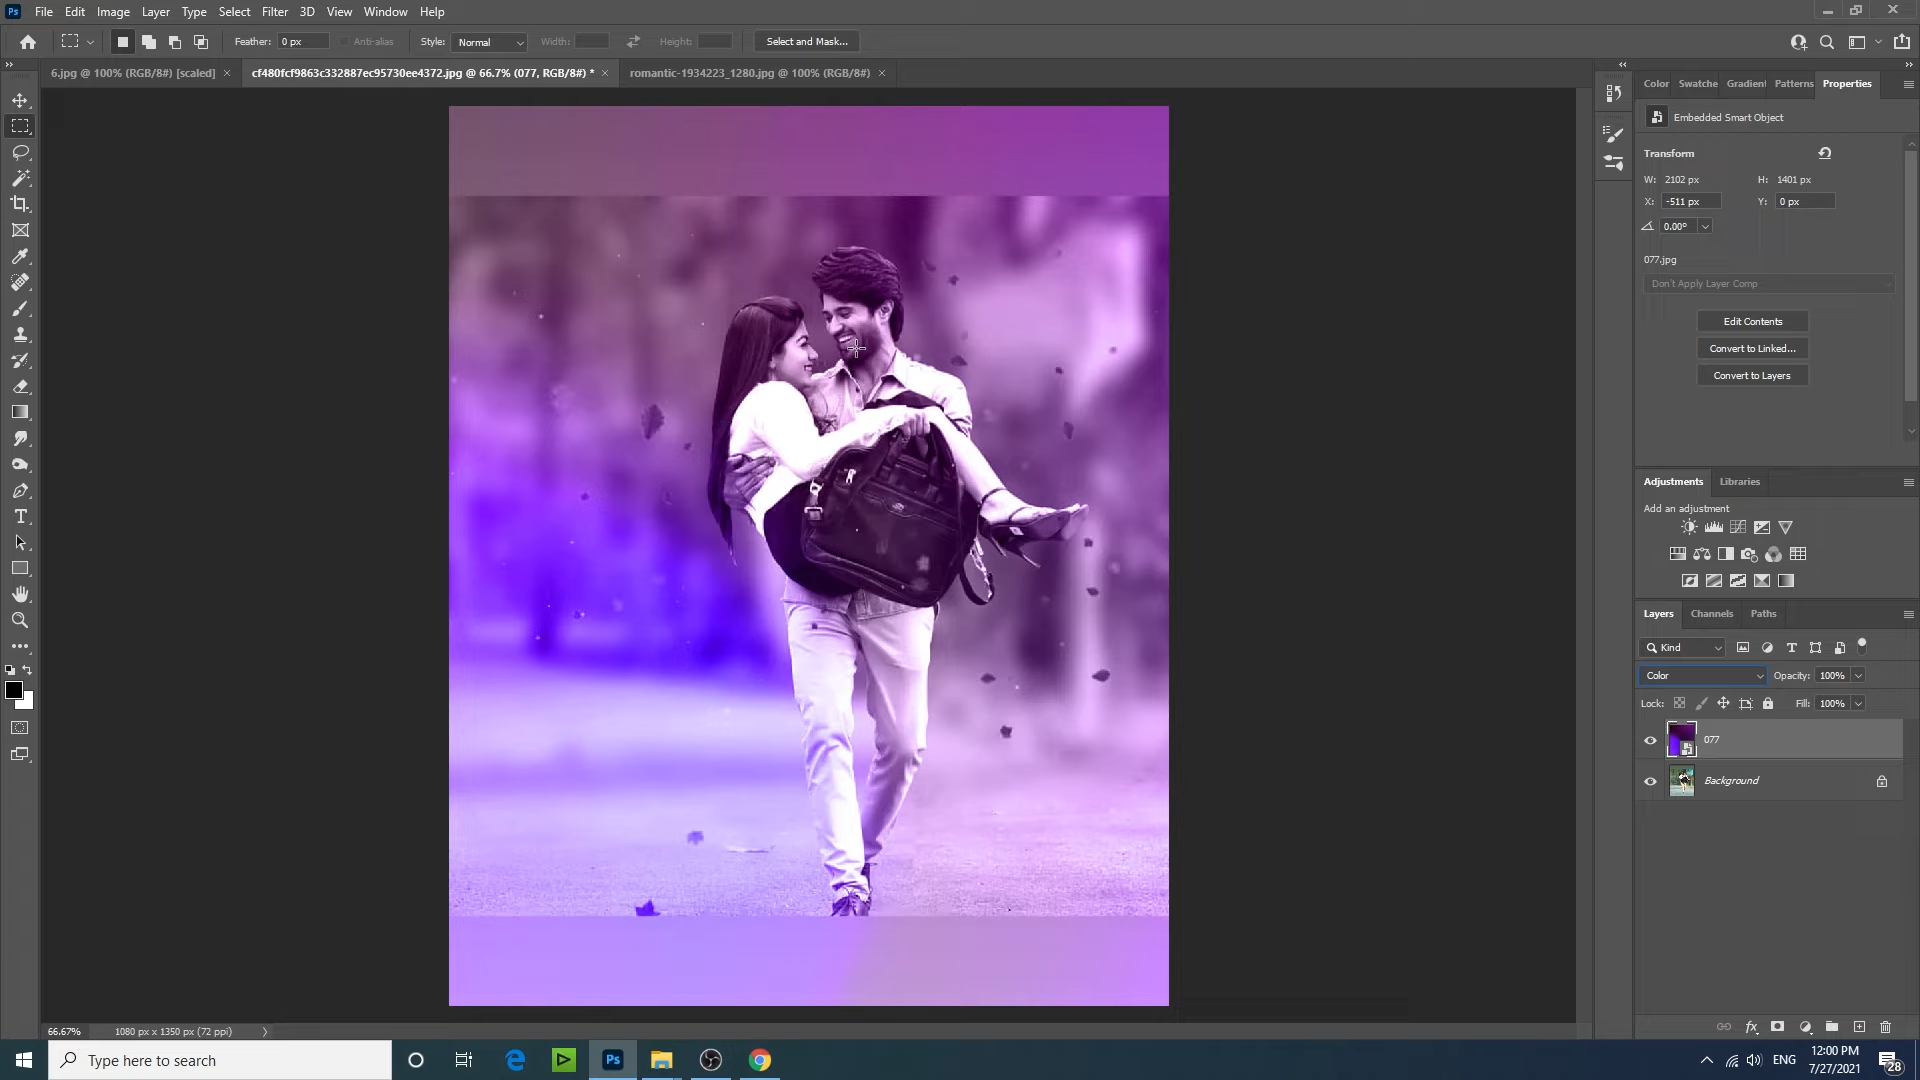 Ps File Edit Image Layer Type Select Filter 3D View Window Help
Feather: 0 px Anti-alias Style: Normal Width: Height: Select and Mask...
6.jpg @ 100% (RGB/8#) [scaled] × cf480fcf9863c332887ec95730ee4372.jpg @ 66.7% (077, RGB/8#) * × romantic-1934223_1280.jpg @ 100% (RGB/8#) ×
Color Swatche Gradient Patterns Properties
Embedded Smart Object
Transform
W: 2102 px H: 1401 px
X: -511 px Y: 0 px
0.00°
077.jpg
Don't Apply Layer Comp
Edit Contents
Convert to Linked...
Convert to Layers
Adjustments Libraries
Add an adjustment
Layers Channels Paths
Kind
Color Opacity: 100%
Lock: Fill: 100%
077
Background
66.67% 1080 px x 1350 px (72 ppi)
Type here to search
Ps
ENG
12:00 PM
7/27/2021
28